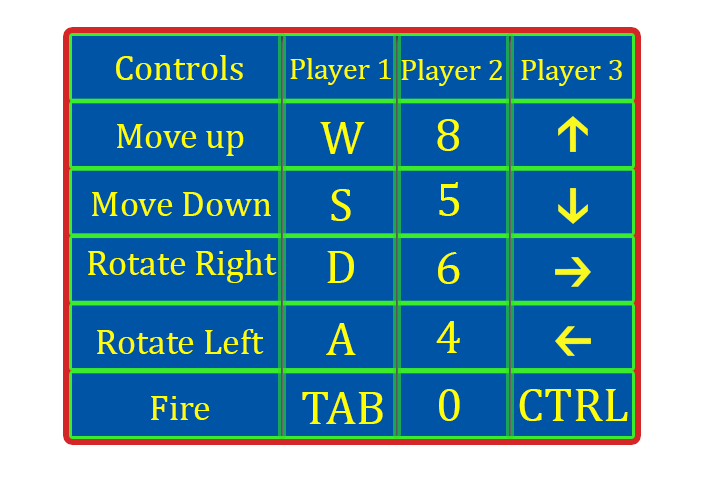 Controls Player 1 Player 2 Player 3
Move up W 8 ↑
Move Down S 5 ↓
Rotate Right D 6 →
Rotate Left A 4 ←
Fire TAB 0 CTRL